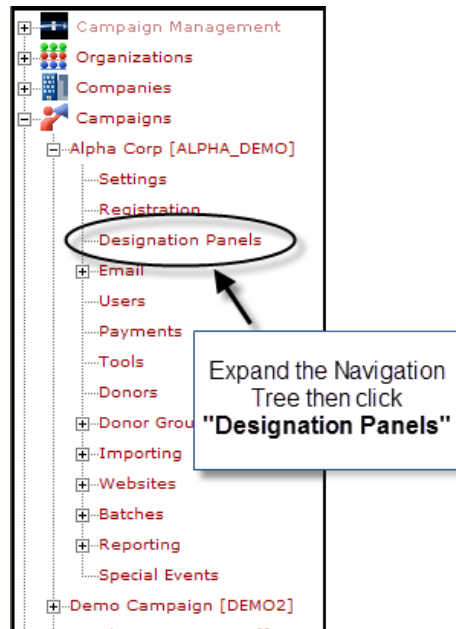 Campaign Management
Organizations
Companies
Campaigns
Alpha Corp [ALPHA_DEMO]
Settings
Registration
Designation Panels
Email
Users
Payments
Tools
Donors
Donor Grou
Importing
Websites
Batches
Reporting
Special Events
Demo Campaign [DEMO2]
Expand the Navigation
Tree then click
"Designation Panels"